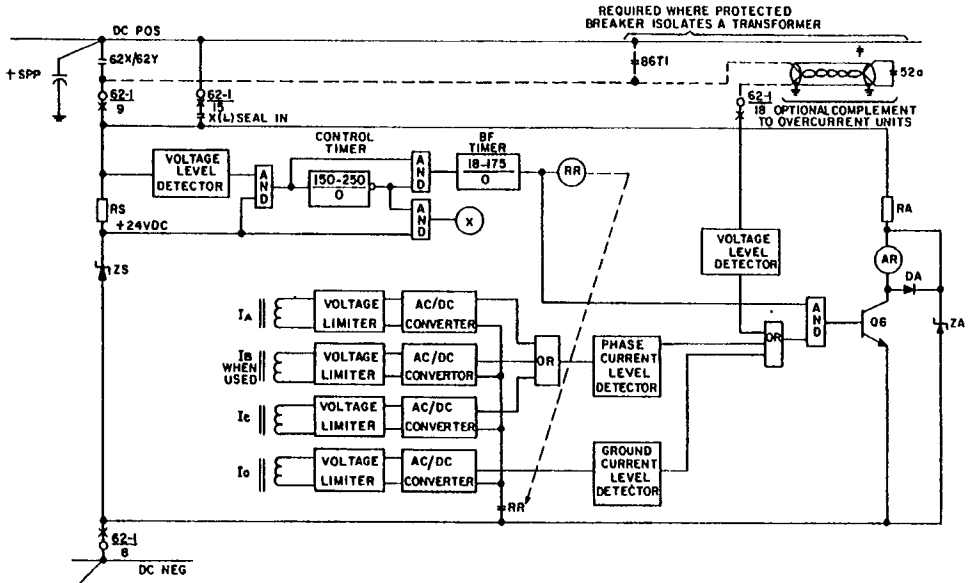 REQUIRED WHERE PROTECTED
BREAKER ISOLATES A TRANSFORMER
DC POS
62X/62Y
+SPP
86T1
*
52a
62-1
9
62-1
15
X(L) SEAL IN
62-1
18
OPTIONAL COMPLEMENT
TO OVERCURRENT UNITS
CONTROL
TIMER
BF
TIMER
VOLTAGE
LEVEL
DETECTOR
AND
150-250
0
AND
18-175
0
RR
AND
X
RS
+24VDC
RA
VOLTAGE
LEVEL
DETECTOR
AR
DA
ZS
IA
VOLTAGE
LIMITER
AC/DC
CONVERTER
AND
Q6
ZA
IB
WHEN
USED
VOLTAGE
LIMITER
AC/DC
CONVERTOR
OR
PHASE
CURRENT
LEVEL
DETECTOR
OR
Ic
VOLTAGE
LIMITER
AC/DC
CONVERTER
Io
VOLTAGE
LIMITER
AC/DC
CONVERTER
GROUND
CURRENT
LEVEL
DETECTOR
RR
62-1
8
DC NEG